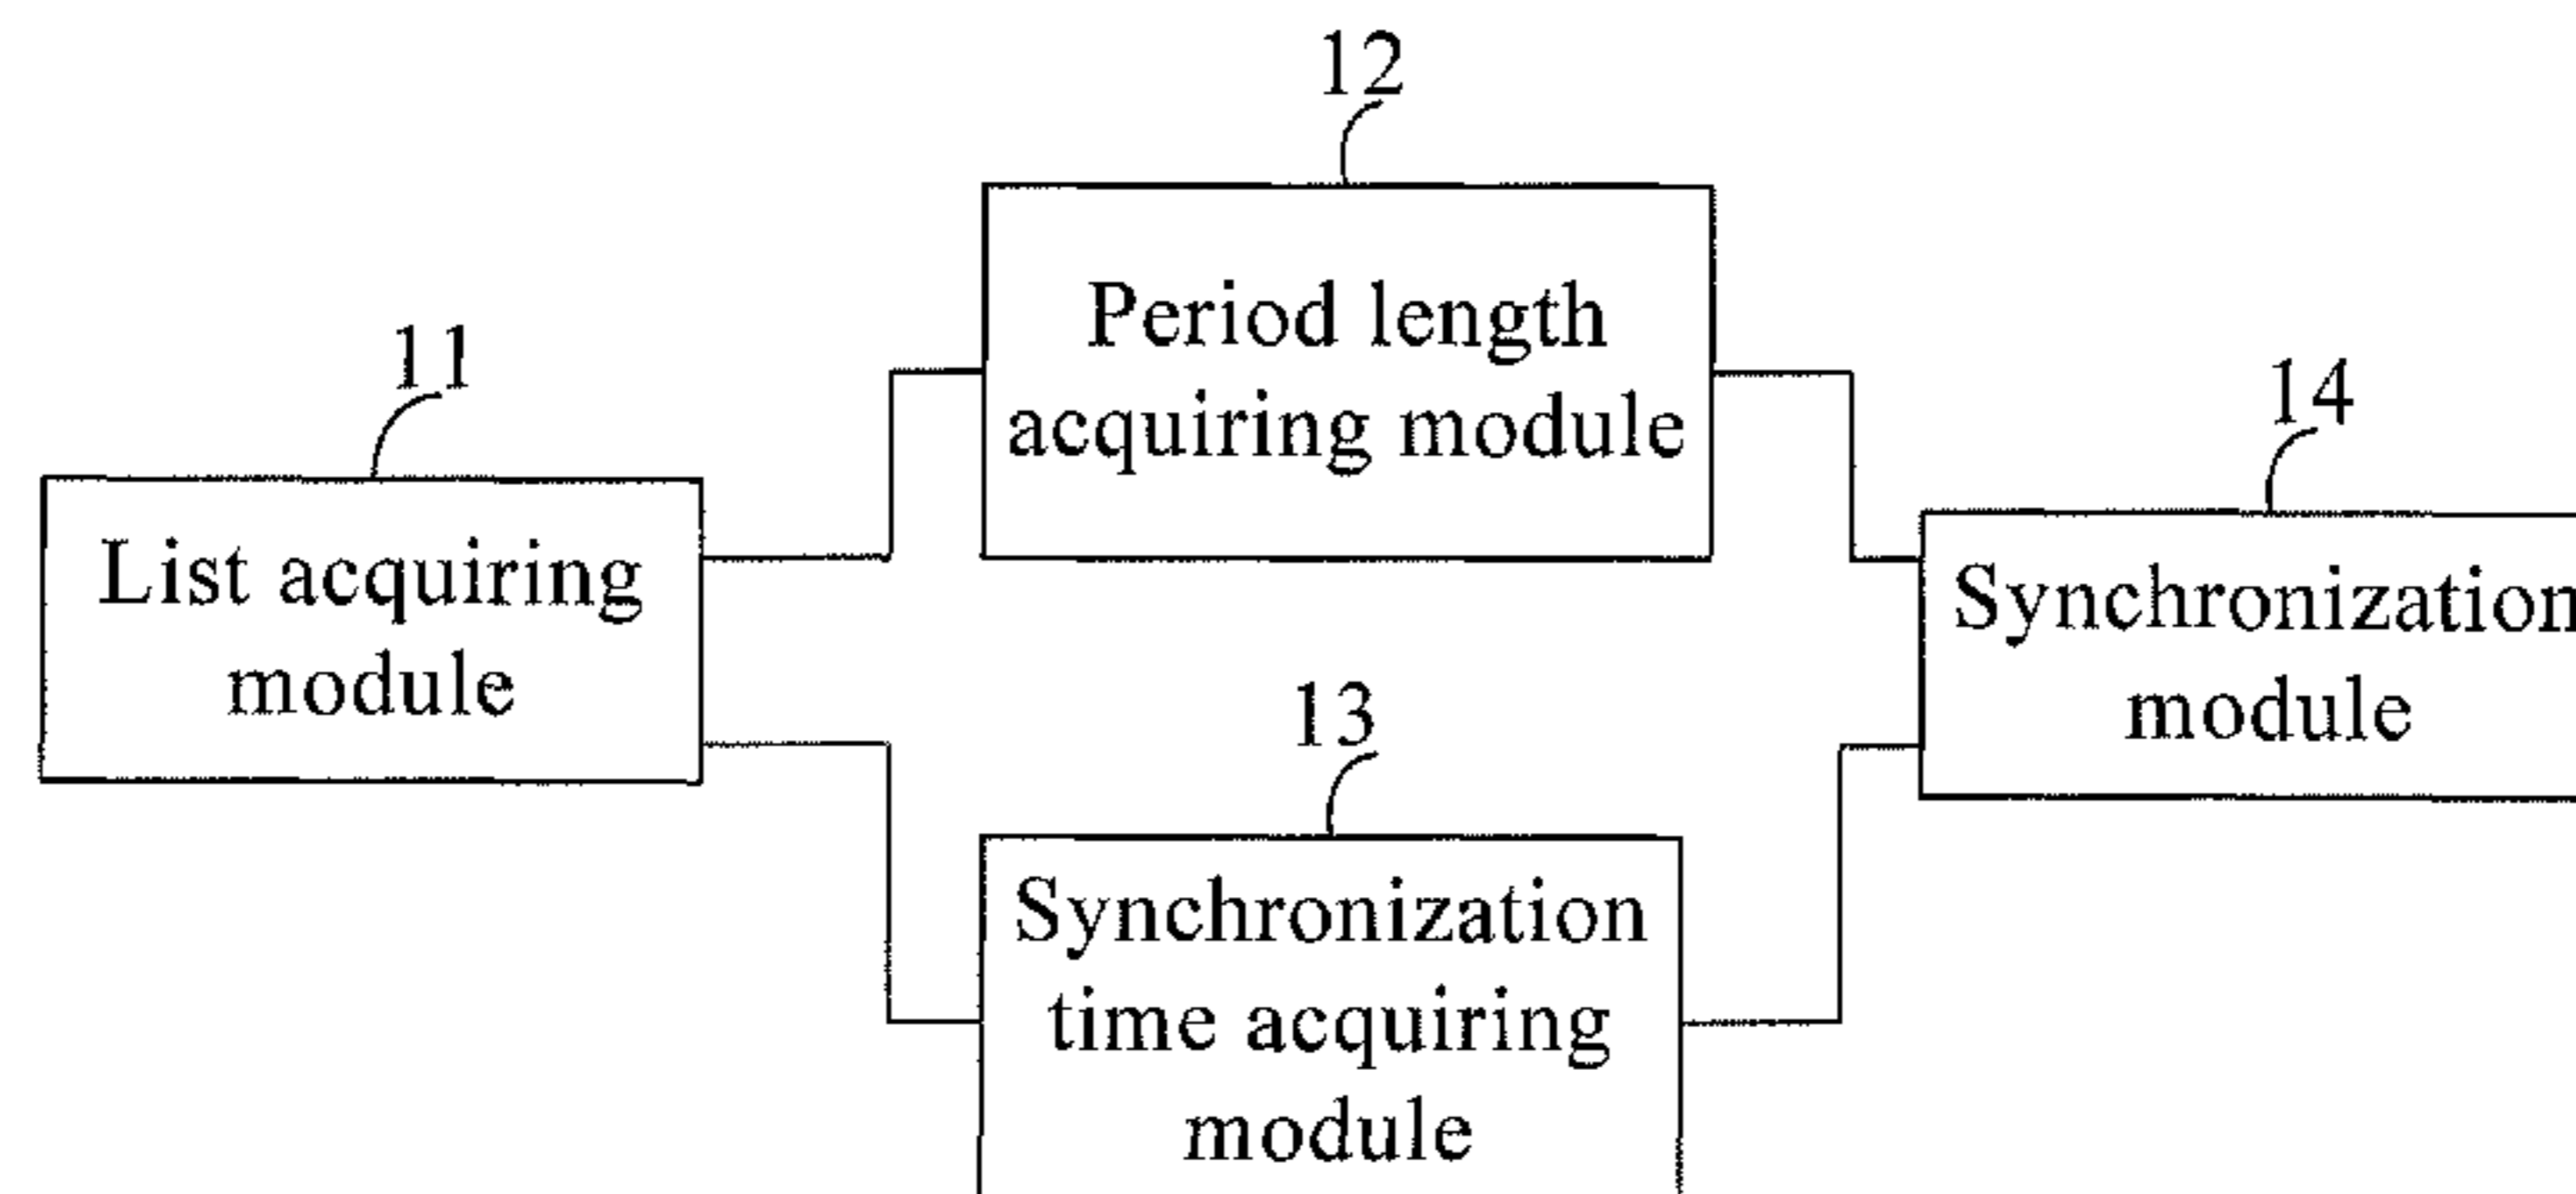 12
Period length
acquiring module
11
List acquiring
module
14
Synchronization
module
13
Synchronization
time acquiring
module